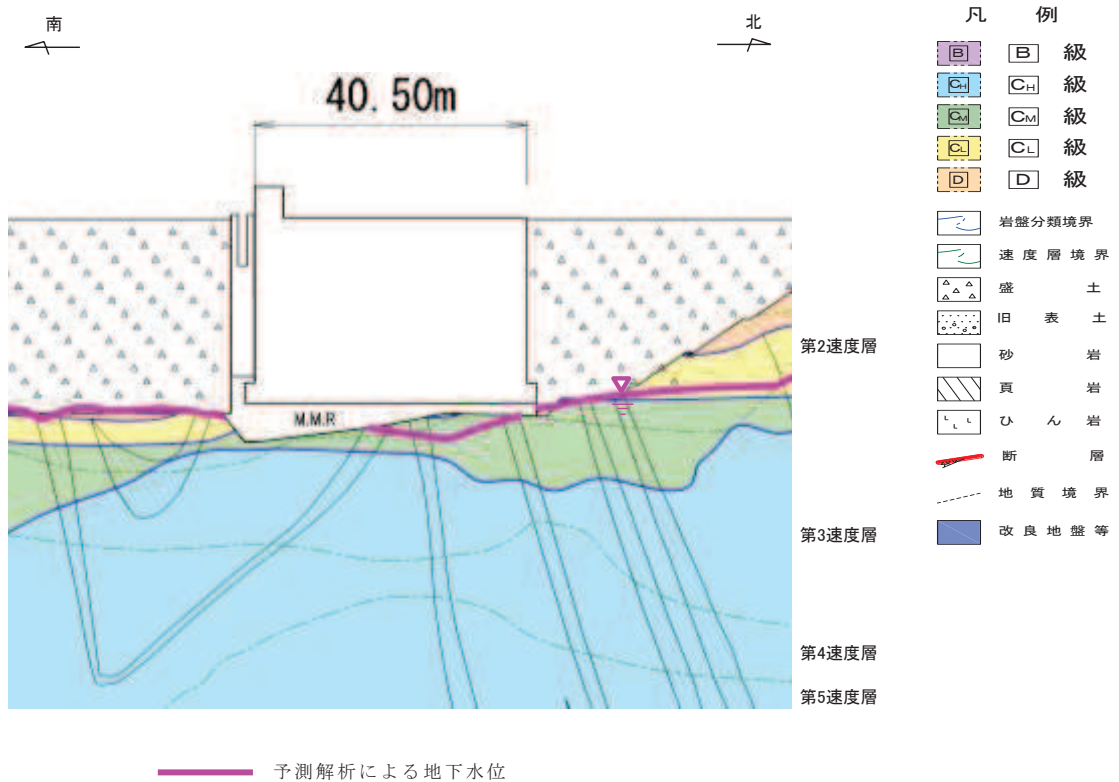 南
北
40.50m
M.M.R
第2速度層
第3速度層
第4速度層
第5速度層
予測解析による地下水位
凡 例
B B 級
CH CH 級
CM CM 級
CL CL 級
D D 級
岩盤分類境界
速度層境界
盛土
旧表土
砂岩
頁岩
ひん岩
断層
地質境界
改良地盤等